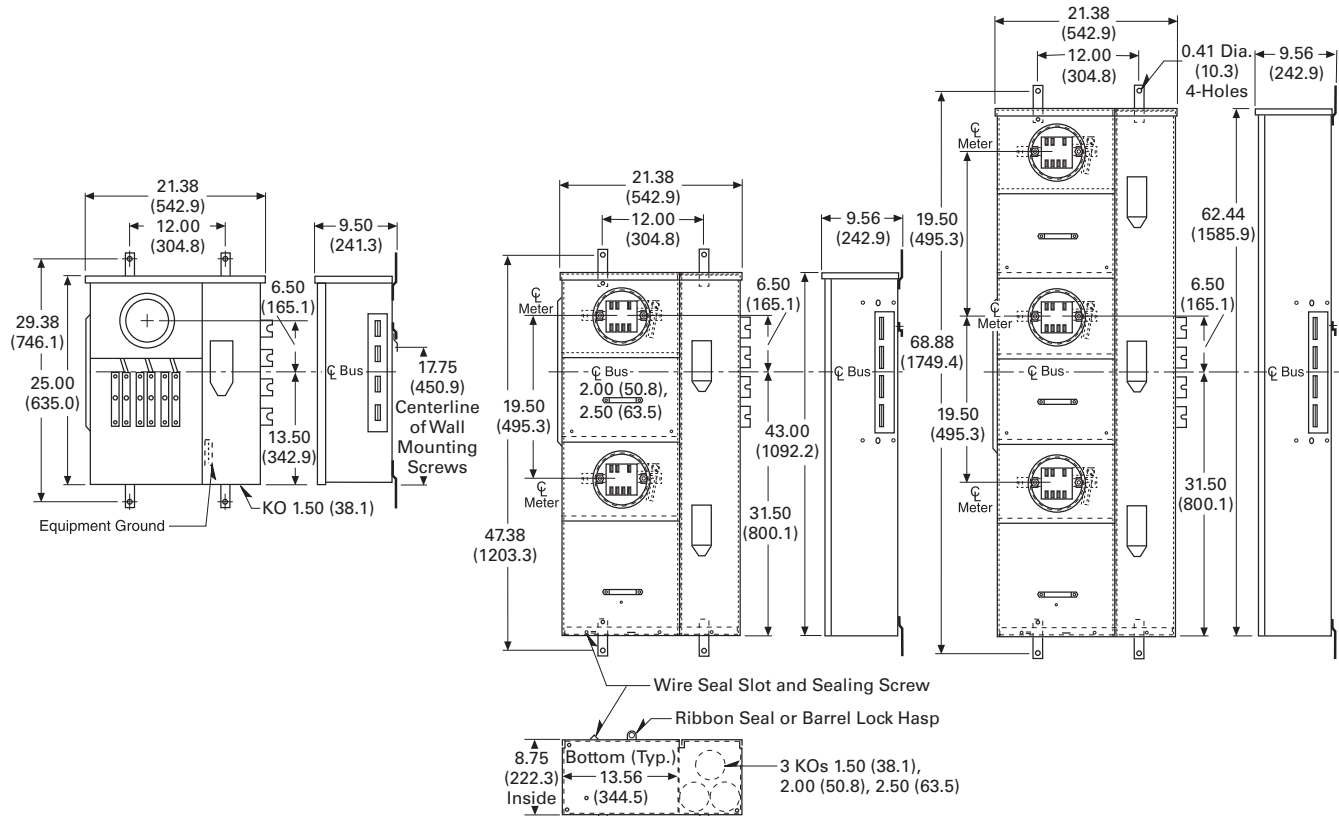 21.38
(542.9)
12.00
(304.8)
9.50
(241.3)
6.50
(165.1)
29.38
(746.1)
25.00
(635.0)
℄ Bus
17.75
(450.9)
Centerline
of Wall
Mounting
Screws
13.50
(342.9)
KO 1.50 (38.1)
Equipment Ground
21.38
(542.9)
12.00
(304.8)
9.56
(242.9)
℄
Meter
6.50
(165.1)
℄ Bus
2.00 (50.8),
2.50 (63.5)
℄ Bus
19.50
(495.3)
43.00
(1092.2)
℄
Meter
31.50
(800.1)
47.38
(1203.3)
21.38
(542.9)
12.00
(304.8)
0.41 Dia.
(10.3)
4-Holes
9.56
(242.9)
℄
Meter
19.50
(495.3)
62.44
(1585.9)
6.50
(165.1)
℄
Meter
68.88
(1749.4)
℄ Bus
℄ Bus
19.50
(495.3)
℄
Meter
31.50
(800.1)
Wire Seal Slot and Sealing Screw
Ribbon Seal or Barrel Lock Hasp
8.75
(222.3)
Inside
Bottom (Typ.)
13.56
(344.5)
3 KOs 1.50 (38.1),
2.00 (50.8), 2.50 (63.5)